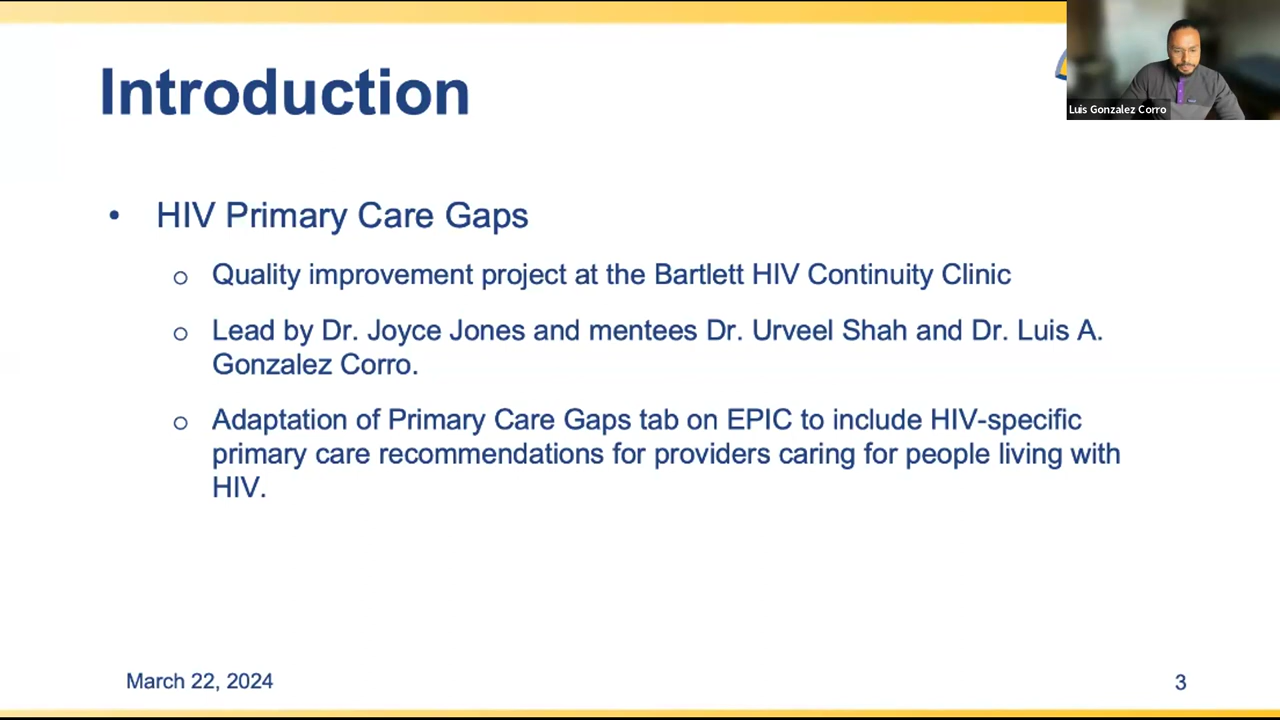 Introduction
Luis Gonzalez Corro
• HIV Primary Care Gaps
o Quality improvement project at the Bartlett HIV Continuity Clinic
o Lead by Dr. Joyce Jones and mentees Dr. Urveel Shah and Dr. Luis A.
Gonzalez Corro.
o Adaptation of Primary Care Gaps tab on EPIC to include HIV-specific
primary care recommendations for providers caring for people living with
HIV.
March 22, 2024
3